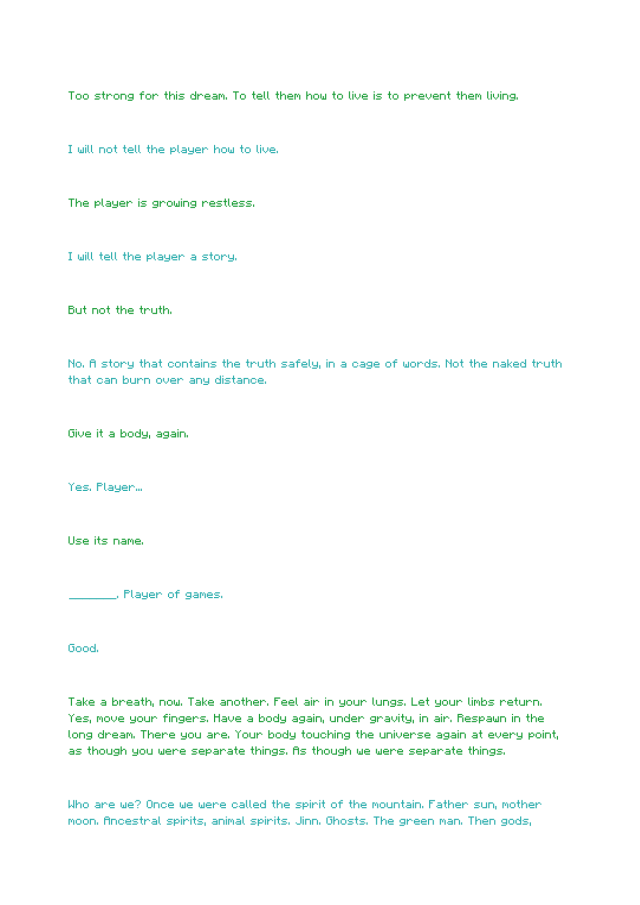 Too strong for this dream. To tell them how to live is to prevent them living.
I will not tell the player how to live.
The player is growing restless.
I will tell the player a story.
But not the truth.
No. A story that contains the truth safely, in a cage of words. Not the naked truth
that can burn over any distance.
Give it a body, again.
Yes. Player...
Use its name.
_______. Player of games.
Good.
Take a breath, now. Take another. Feel air in your lungs. Let your limbs return.
Yes, move your fingers. Have a body again, under gravity, in air. Respawn in the
long dream. There you are. Your body touching the universe again at every point,
as though you were separate things. As though we were separate things.
Who are we? Once we were called the spirit of the mountain. Father sun, mother
moon. Ancestral spirits, animal spirits. Jinn. Ghosts. The green man. Then gods,